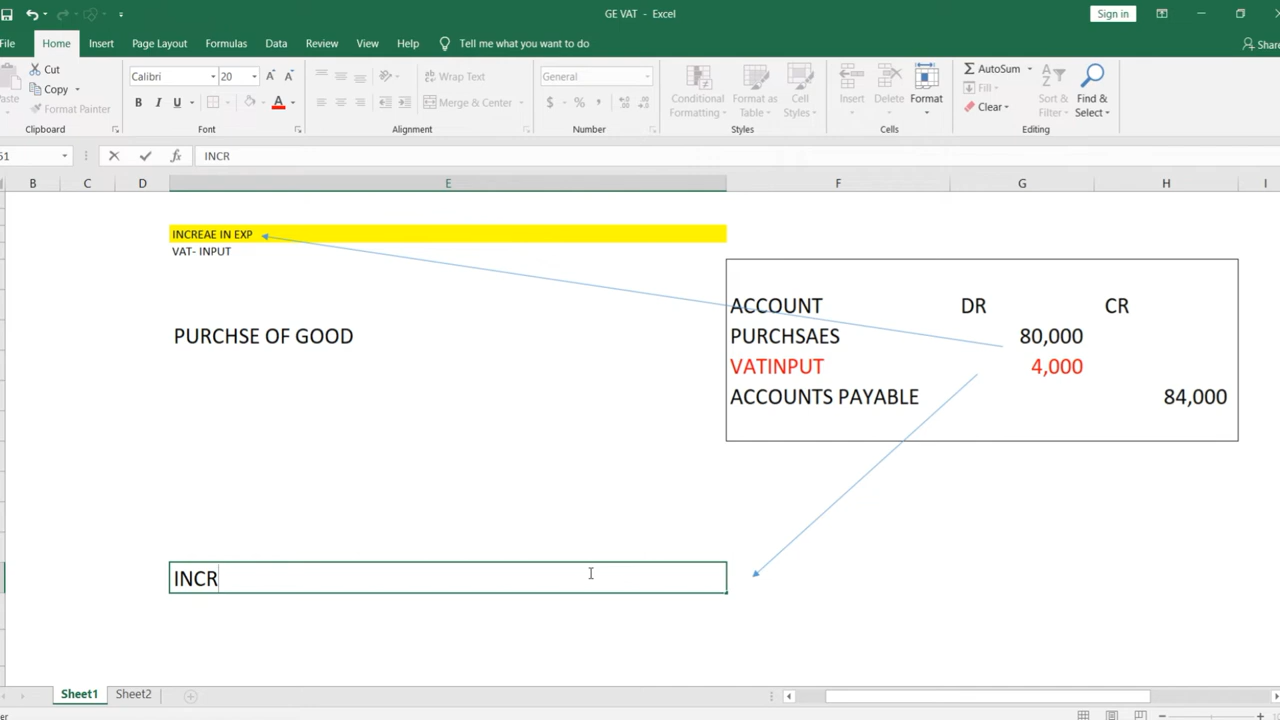 GE VAT - Excel
Sign in
File Home Insert Page Layout Formulas Data Review View Help Tell me what you want to do Share
Cut
Copy
Format Painter
Paste
Clipboard
Calibri 20
B I U
Font
Wrap Text
Merge & Center
Alignment
General
$ % ,
Number
Conditional Formatting
Format as Table
Cell Styles
Styles
Insert Delete Format
Cells
AutoSum
Fill
Clear
Sort & Filter
Find & Select
Editing
61 fx INCR
B C D E F G H I
INCREAE IN EXP
VAT- INPUT
ACCOUNT DR CR
PURCHSE OF GOOD PURCHSAES 80,000
VATINPUT 4,000
ACCOUNTS PAYABLE 84,000
INCR
Sheet1 Sheet2